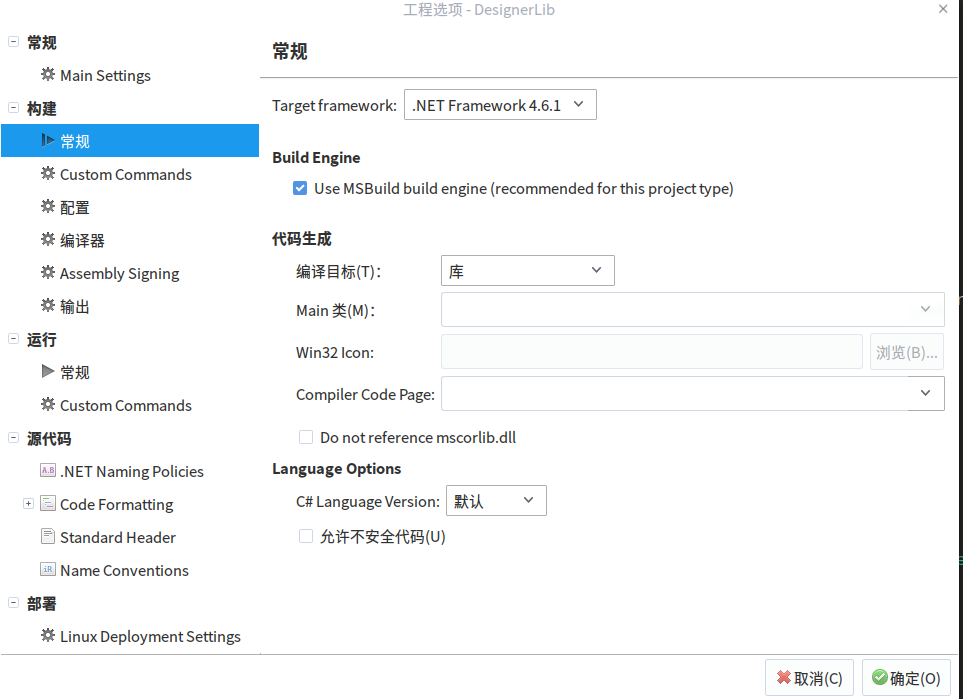 工程选项 - DesignerLib
常规
Main Settings
构建
常规
Custom Commands
配置
编译器
Assembly Signing
输出
运行
常规
Custom Commands
源代码
.NET Naming Policies
Code Formatting
Standard Header
Name Conventions
部署
Linux Deployment Settings
常规
Target framework: .NET Framework 4.6.1
Build Engine
Use MSBuild build engine (recommended for this project type)
代码生成
编译目标(T)： 库
Main 类(M)：
Win32 Icon: 浏览(B)...
Compiler Code Page:
Do not reference mscorlib.dll
Language Options
C# Language Version: 默认
允许不安全代码(U)
取消(C) 确定(O)